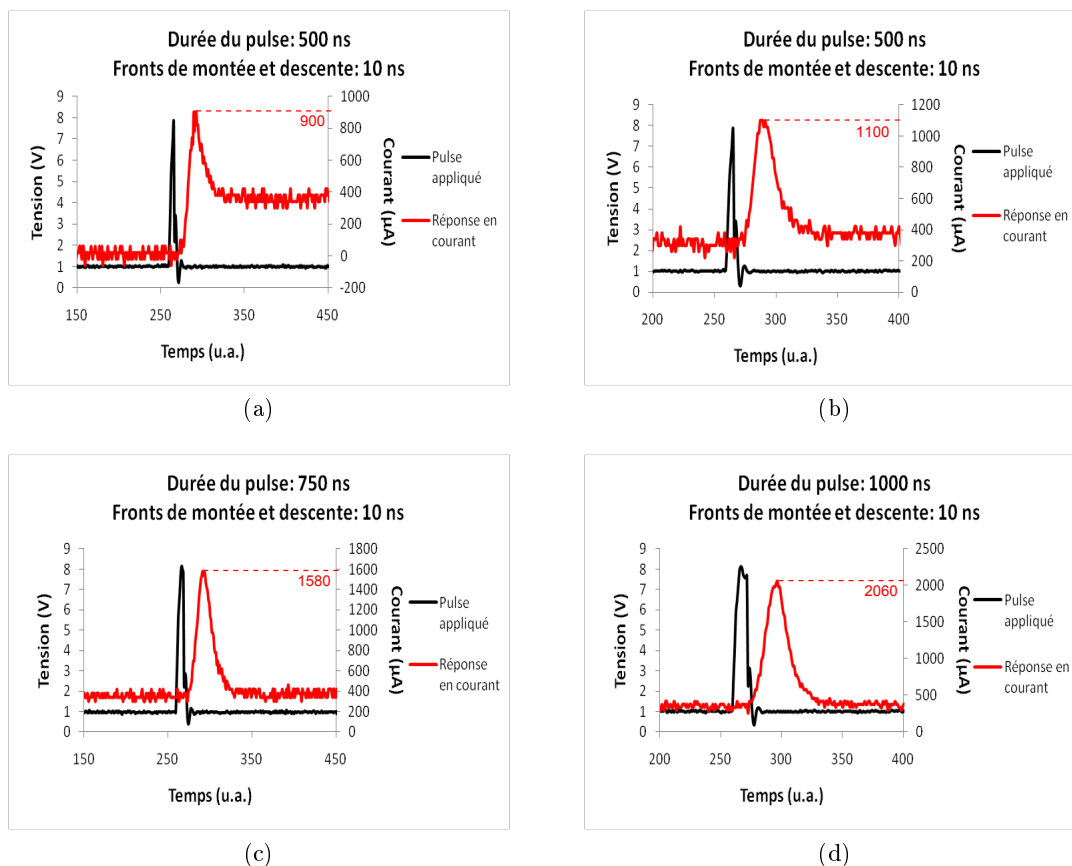 Durée du pulse: 500 ns
Fronts de montée et descente: 10 ns
9
8
7
6
5
4
3
2
1
0
Tension (V)
1000
800
600
400
200
0
-200
Courant (µA)
900
150
250
350
450
Temps (u.a.)
Pulse
appliqué
Réponse en
courant
(a)
Durée du pulse: 500 ns
Fronts de montée et descente: 10 ns
9
8
7
6
5
4
3
2
1
0
Tension (V)
1200
1000
800
600
400
200
0
Courant (µA)
1100
200
250
300
350
400
Temps (u.a.)
Pulse
appliqué
Réponse en
courant
(b)
Durée du pulse: 750 ns
Fronts de montée et descente: 10 ns
9
8
7
6
5
4
3
2
1
0
Tension (V)
1800
1600
1400
1200
1000
800
600
400
200
0
Courant (µA)
1580
150
250
350
450
Temps (u.a.)
Pulse
appliqué
Réponse
en courant
(c)
Durée du pulse: 1000 ns
Fronts de montée et descente: 10 ns
9
8
7
6
5
4
3
2
1
0
Tension (V)
2500
2000
1500
1000
500
0
Courant (µA)
2060
200
250
300
350
400
Temps (u.a.)
Pulse
appliqué
Réponse en
courant
(d)